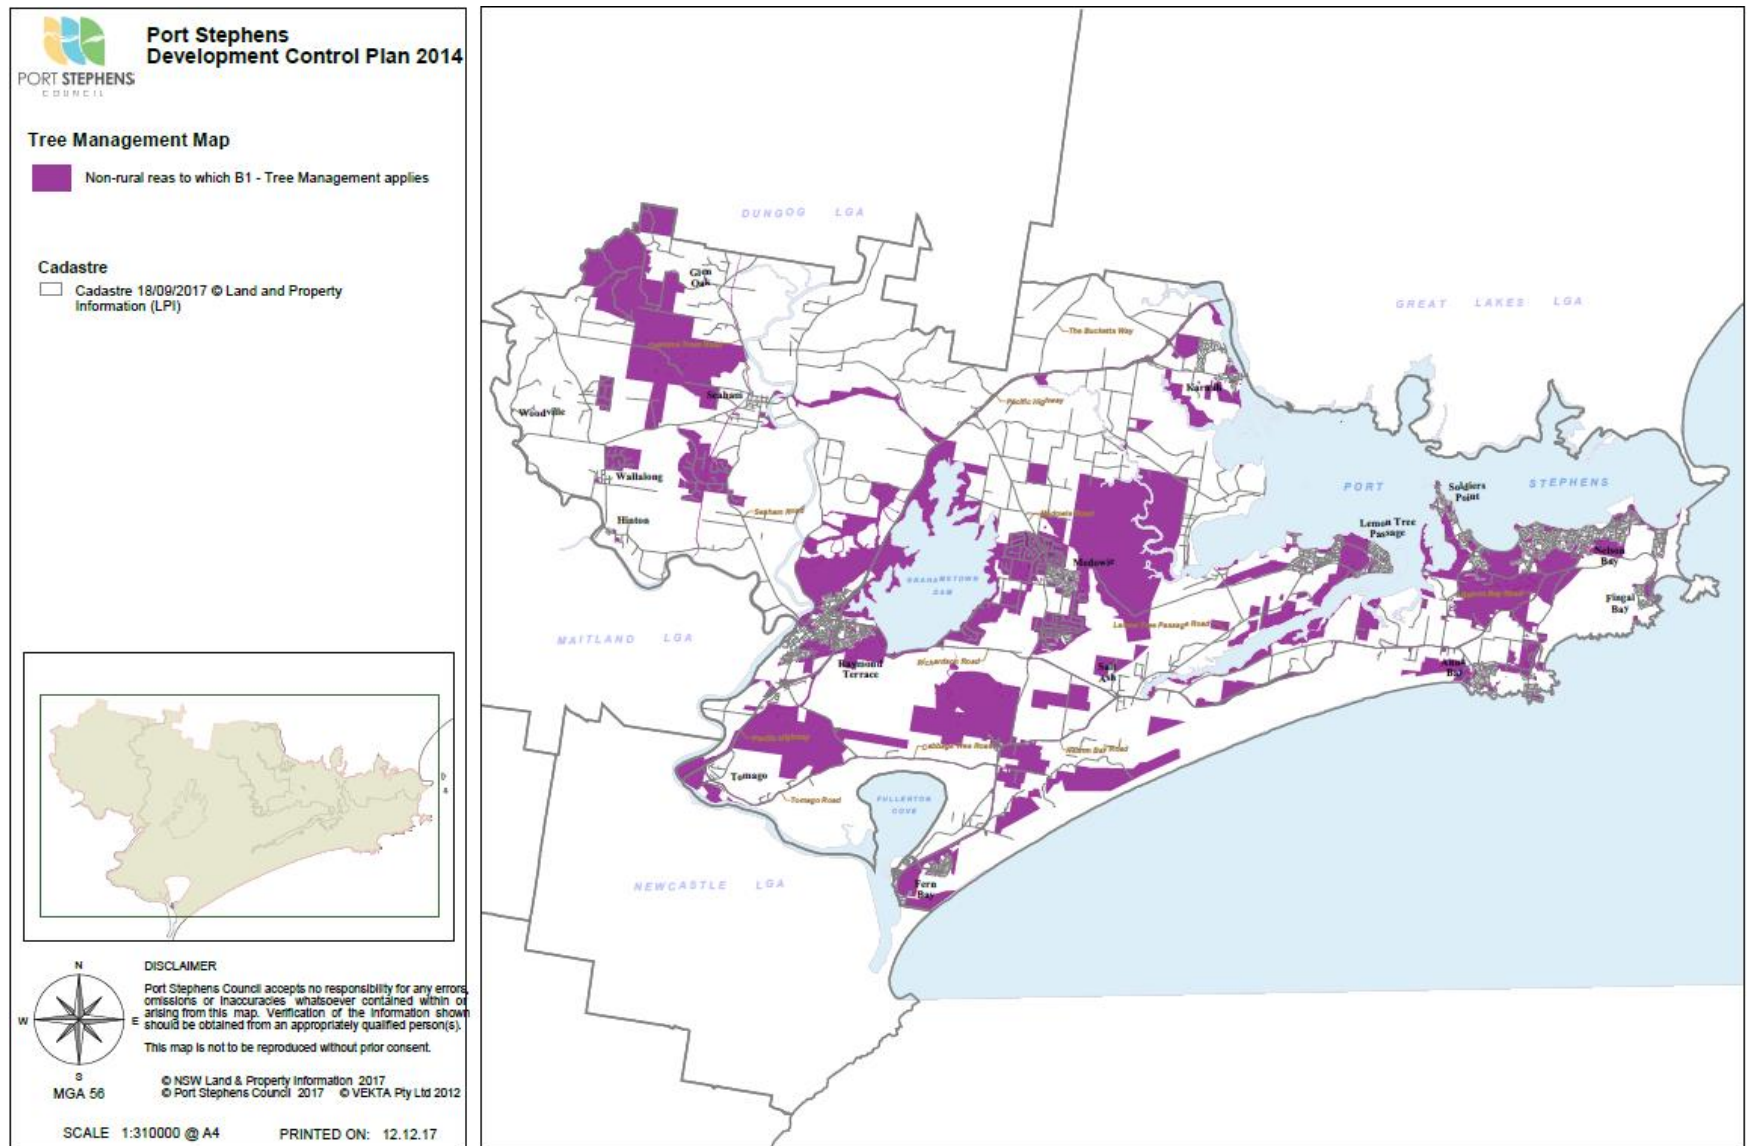 PORT STEPHENS
COUNCIL
Port Stephens
Development Control Plan 2014
Tree Management Map
Non-rural reas to which B1 - Tree Management applies
Cadastre
Cadastre 18/09/2017 © Land and Property
Information (LPI)
N
W
E
S
MGA 56
DISCLAIMER
Port Stephens Council accepts no responsibility for any errors,
omissions or inaccuracies whatsoever contained within or
arising from this map. Verification of the information shown
should be obtained from an appropriately qualified person(s).
This map is not to be reproduced without prior consent.
© NSW Land & Property Information 2017
© Port Stephens Council 2017 © VEKTA Pty Ltd 2012
SCALE 1:310000 @ A4
PRINTED ON: 12.12.17
DUNGOG LGA
GREAT LAKES LGA
Glen
Oak
The Bucketts Way
Karuah
Seaham
Woodville
Pacific Highway
Wallalong
Seaham Road
Hinton
PORT STEPHENS
Soldiers
Point
Lemon Tree
Passage
Nelson
Bay
Medowie
GRAHAMSTOWN
DAM
Fingal
Bay
Lemon Tree Passage Road
MAITLAND LGA
Raymond
Terrace
Richardson Road
Salt
Ash
Anna
Bay
Pacific Highway
Cabbage Tree Road
Nelson Bay Road
Tomago
Tomago Road
FULLERTON
COVE
NEWCASTLE LGA
Fern
Bay